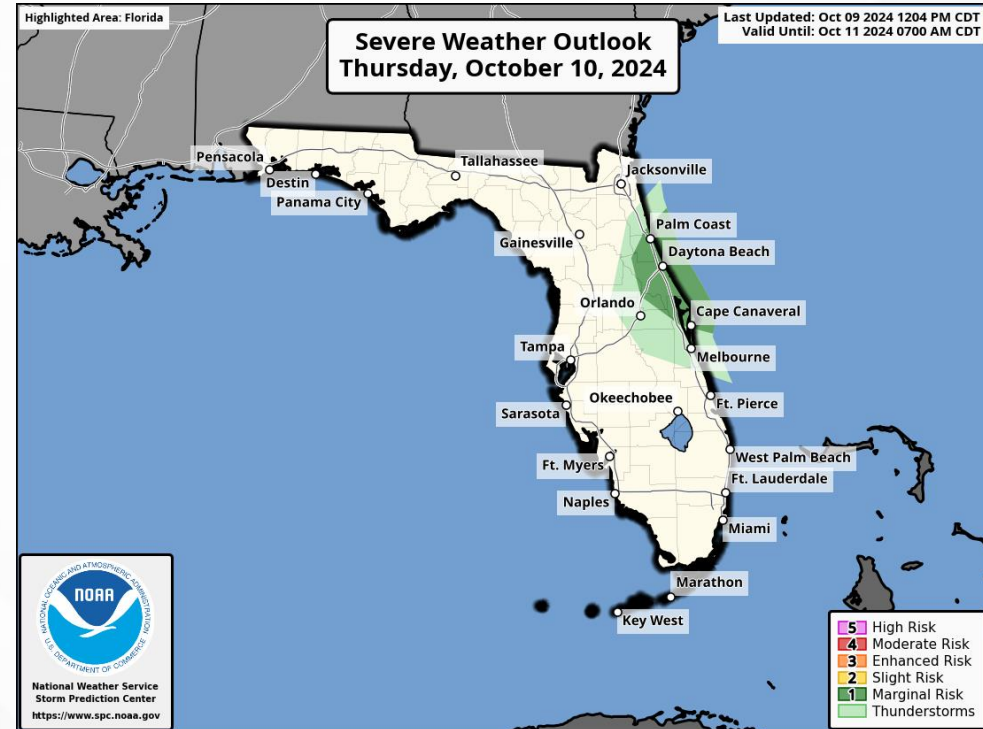 Highlighted Area: Florida
Severe Weather Outlook
Thursday, October 10, 2024
Last Updated: Oct 09 2024 1204 PM CDT
Valid Until: Oct 11 2024 0700 AM CDT
Pensacola
Destin
Panama City
Tallahassee
Jacksonville
Gainesville
Palm Coast
Daytona Beach
Orlando
Cape Canaveral
Tampa
Melbourne
Okeechobee
Sarasota
Ft. Pierce
Ft. Myers
West Palm Beach
Naples
Ft. Lauderdale
Miami
Marathon
Key West
NATIONAL OCEANIC AND ATMOSPHERIC ADMINISTRATION
NOAA
U.S. DEPARTMENT OF COMMERCE
National Weather Service
Storm Prediction Center
https://www.spc.noaa.gov
5 High Risk
4 Moderate Risk
3 Enhanced Risk
2 Slight Risk
1 Marginal Risk
Thunderstorms